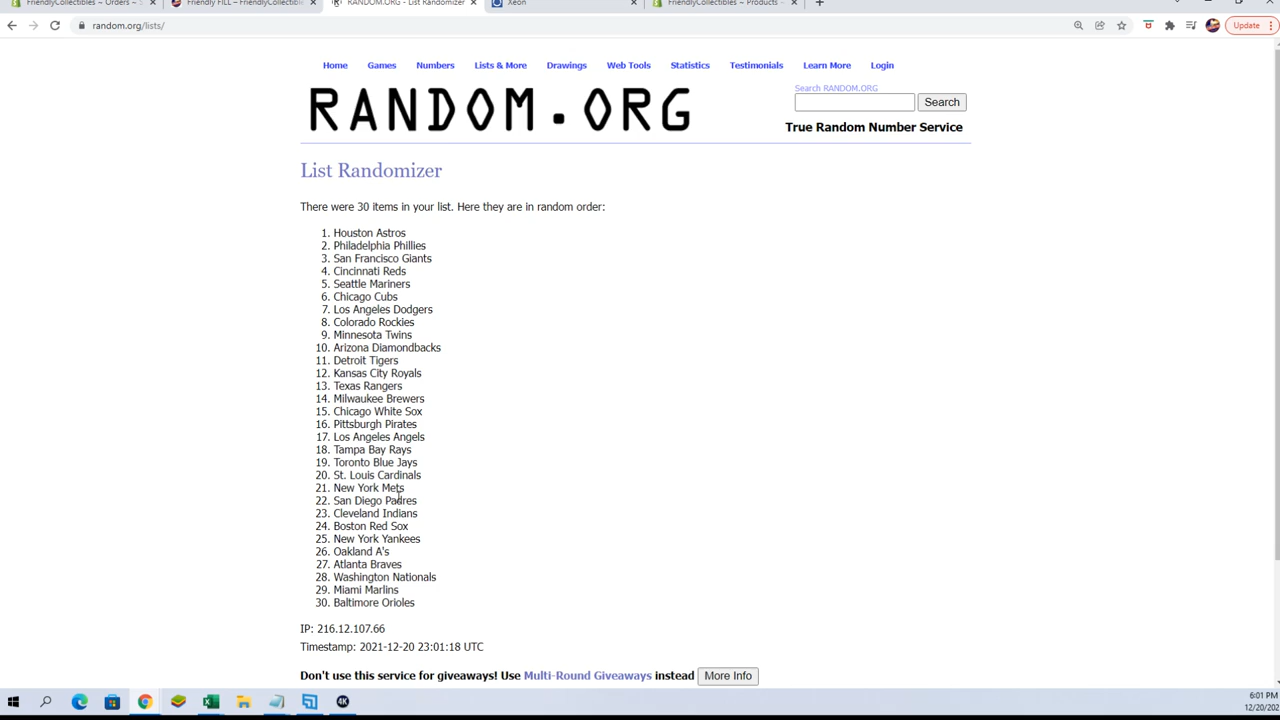 FriendlyCollectibles ~ Orders ~
Friendly FILL – FriendlyCollectible
RANDOM.ORG - List Randomizer
Xeon
FriendlyCollectibles ~ Products ~
random.org/lists/
Update
Home Games Numbers Lists & More Drawings Web Tools Statistics Testimonials Learn More Login
RANDOM.ORG
Search RANDOM.ORG
Search
True Random Number Service
List Randomizer
There were 30 items in your list. Here they are in random order:
1. Houston Astros
2. Philadelphia Phillies
3. San Francisco Giants
4. Cincinnati Reds
5. Seattle Mariners
6. Chicago Cubs
7. Los Angeles Dodgers
8. Colorado Rockies
9. Minnesota Twins
10. Arizona Diamondbacks
11. Detroit Tigers
12. Kansas City Royals
13. Texas Rangers
14. Milwaukee Brewers
15. Chicago White Sox
16. Pittsburgh Pirates
17. Los Angeles Angels
18. Tampa Bay Rays
19. Toronto Blue Jays
20. St. Louis Cardinals
21. New York Mets
22. San Diego Padres
23. Cleveland Indians
24. Boston Red Sox
25. New York Yankees
26. Oakland A's
27. Atlanta Braves
28. Washington Nationals
29. Miami Marlins
30. Baltimore Orioles
IP: 216.12.107.66
Timestamp: 2021-12-20 23:01:18 UTC
Don't use this service for giveaways! Use Multi-Round Giveaways instead More Info
4K
6:01 PM
12/20/202